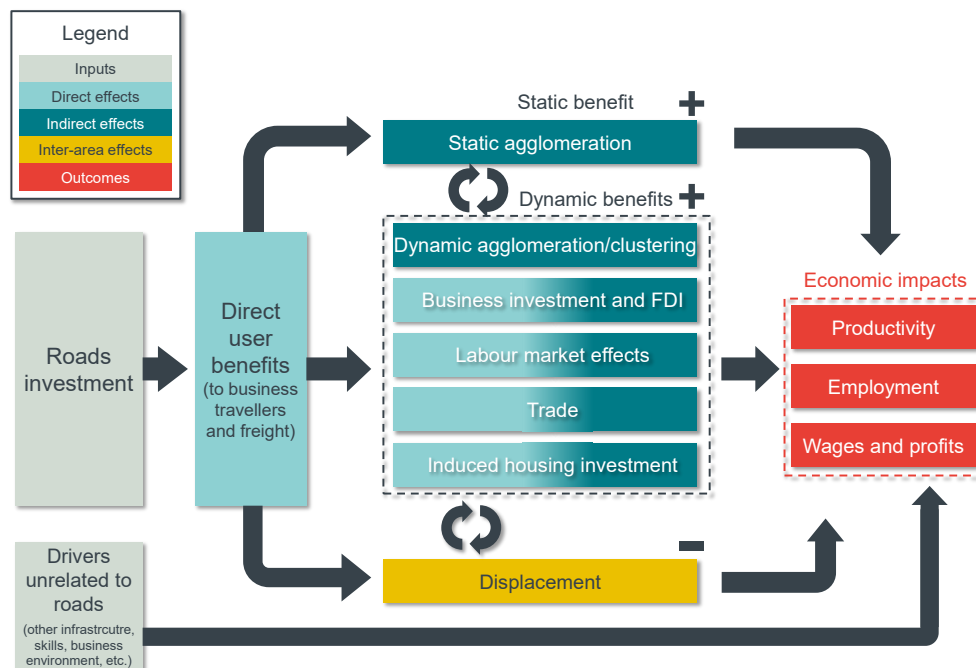 Legend
Inputs
Direct effects
Indirect effects
Inter-area effects
Outcomes
Static benefit
Static agglomeration
Dynamic benefits
Dynamic agglomeration/clustering
Business investment and FDI
Labour market effects
Trade
Induced housing investment
Displacement
Roads
investment
Direct
user
benefits
(to business
travellers
and freight)
Economic impacts
Productivity
Employment
Wages and profits
Drivers
unrelated to
roads
(other infrastrcutre,
skills, business
environment, etc.)